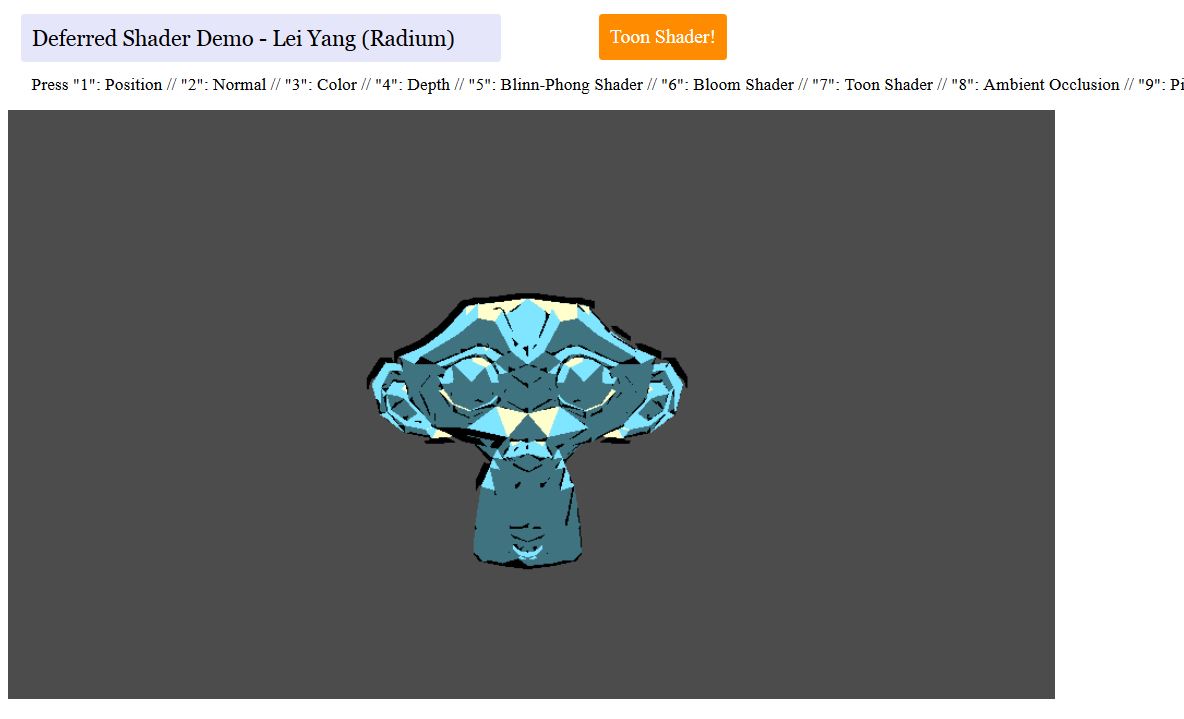 Deferred Shader Demo - Lei Yang (Radium)
Toon Shader!
Press "1": Position // "2": Normal // "3": Color // "4": Depth // "5": Blinn-Phong Shader // "6": Bloom Shader // "7": Toon Shader // "8": Ambient Occlusion // "9": Pi